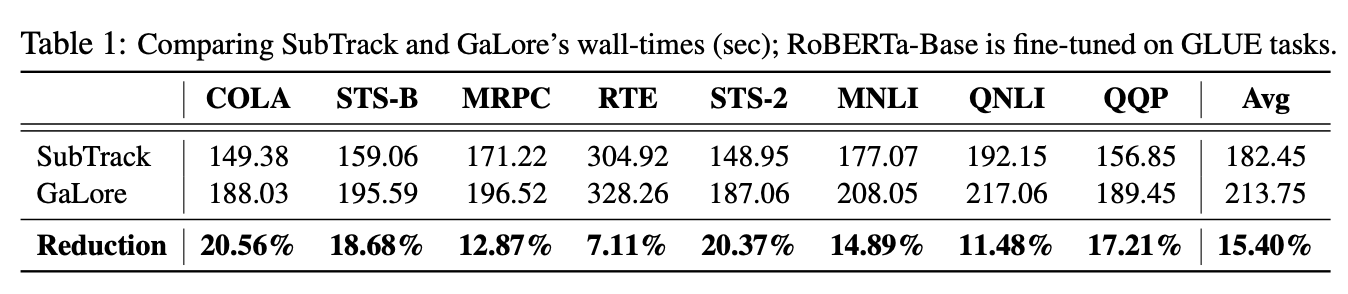 Table 1: Comparing SubTrack and GaLore's wall-times (sec); RoBERTa-Base is fine-tuned on GLUE tasks.
COLA STS-B MRPC RTE STS-2 MNLI QNLI QQP Avg
SubTrack 149.38 159.06 171.22 304.92 148.95 177.07 192.15 156.85 182.45
GaLore 188.03 195.59 196.52 328.26 187.06 208.05 217.06 189.45 213.75
Reduction 20.56% 18.68% 12.87% 7.11% 20.37% 14.89% 11.48% 17.21% 15.40%